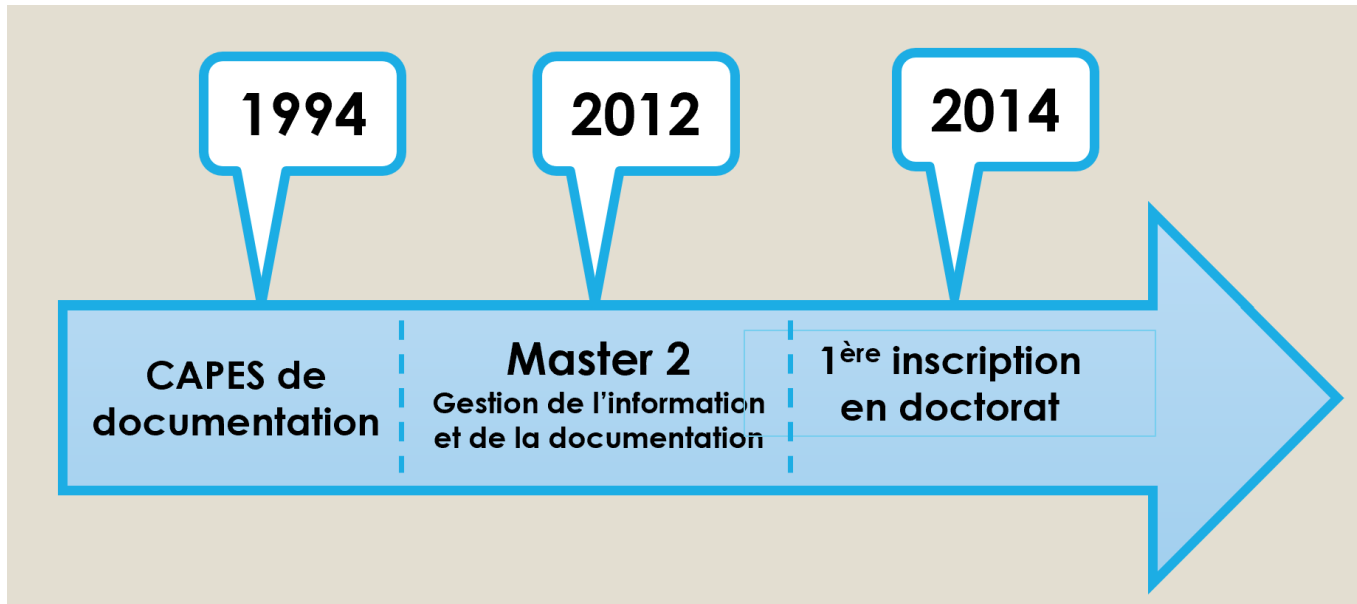 1994
2012
2014
CAPES de
documentation
Master 2
Gestion de l'information
et de la documentation
1ère inscription
en doctorat